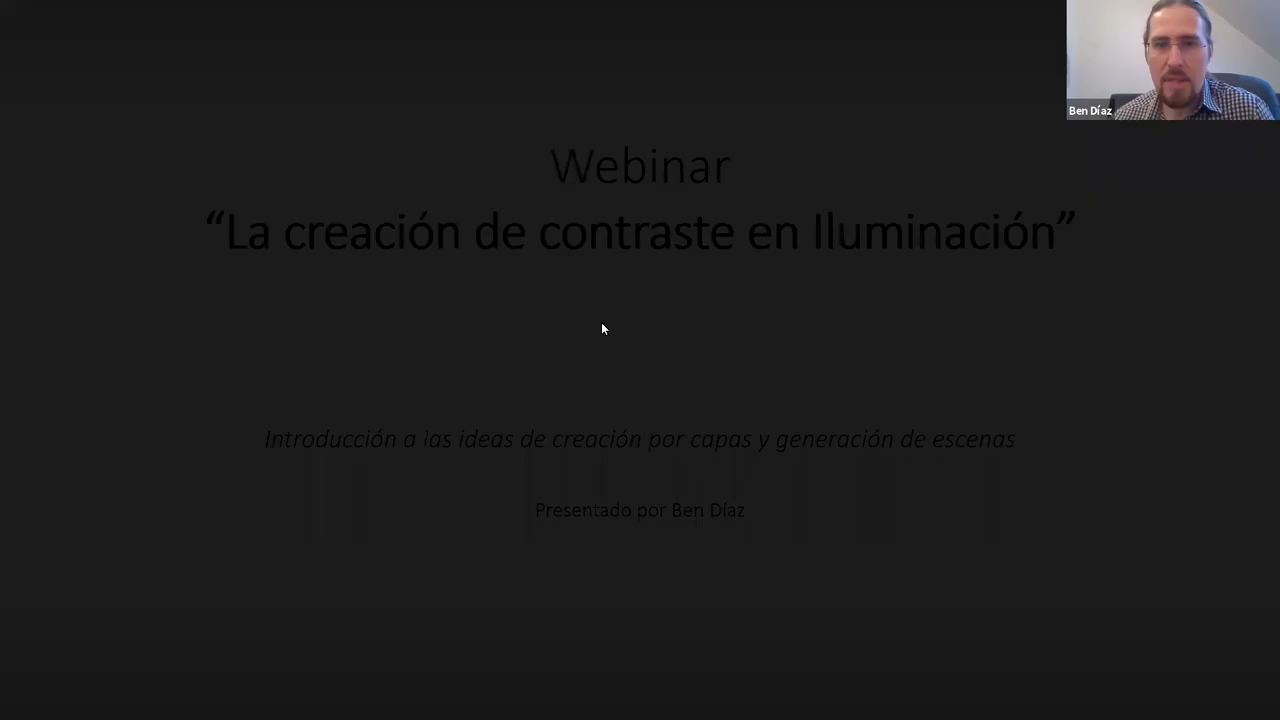 Ben Díaz
Webinar
“La creación de contraste en Iluminación”
Introducción a las ideas de creación por capas y generación de escenas
Presentado por Ben Díaz